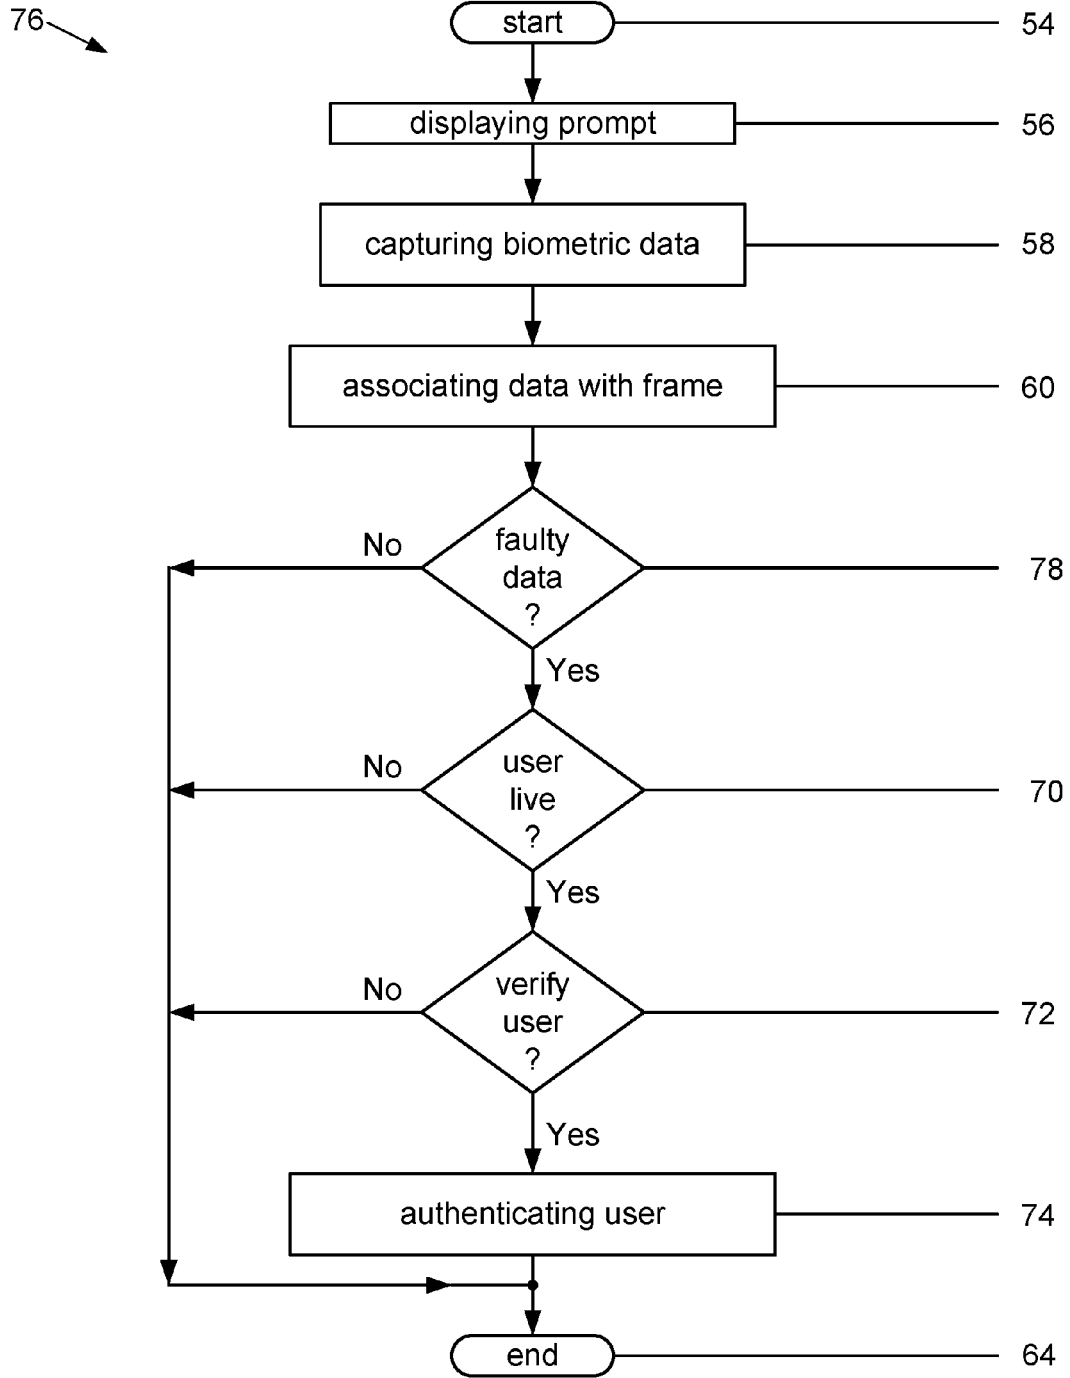 76
start
54
displaying prompt
56
capturing biometric data
58
associating data with frame
60
No
faulty
data
?
78
Yes
No
user
live
?
70
Yes
No
verify
user
?
72
Yes
authenticating user
74
end
64